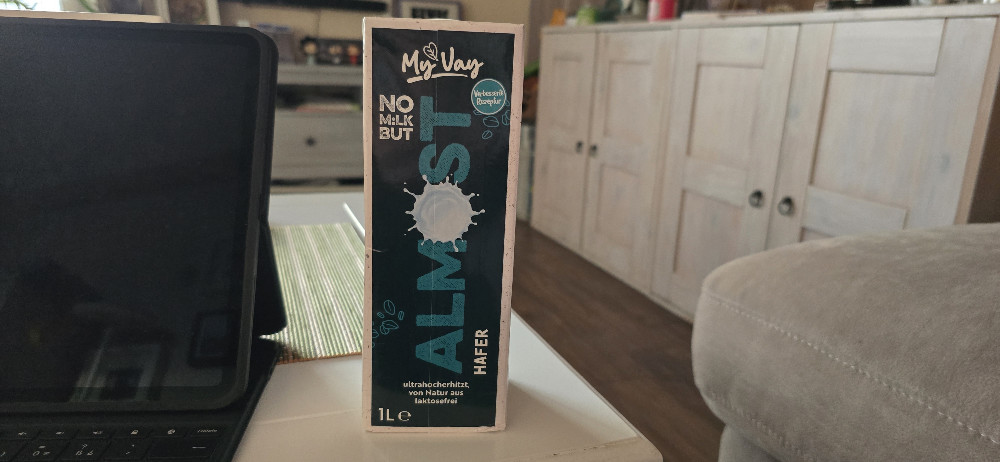 My Vay
Verbesserte
Rezeptur
NO
M:LK
BUT
ALMOST
HAFER
ultrahocherhitzt,
von Natur aus
laktosefrei
1L e